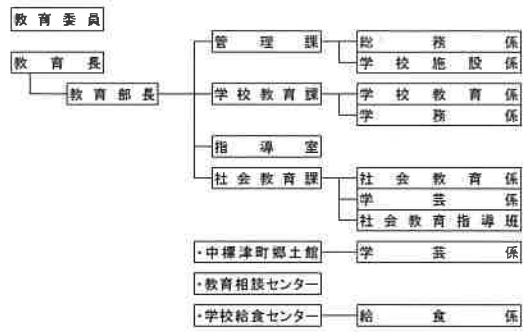 教育委員
教育長
教育部長
管理課
総務係
学校施設係
学校教育課
学校教育係
学務係
指導室
社会教育課
社会教育係
学芸係
社会教育指導班
・中標津町郷土館
学芸係
・教育相談センター
・学校給食センター
給食係